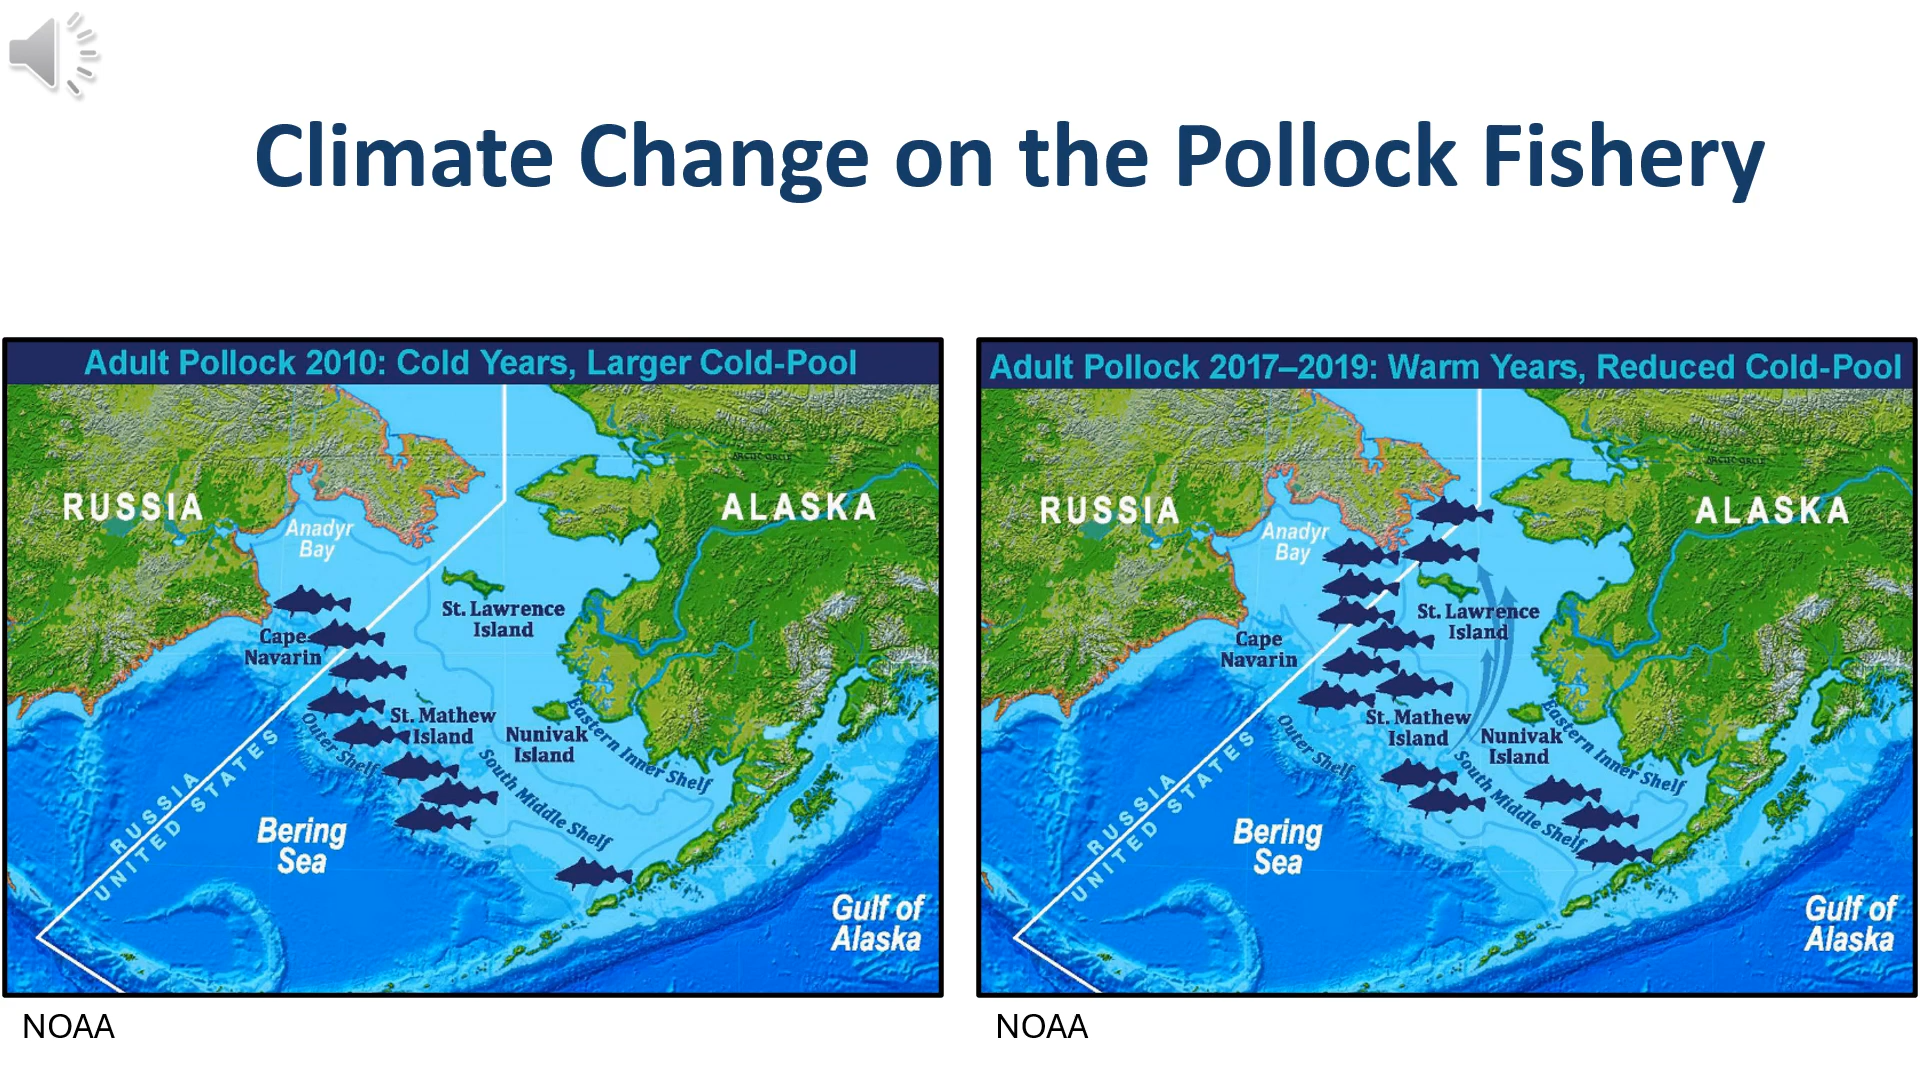 Climate Change on the Pollock Fishery
Adult Pollock 2010: Cold Years, Larger Cold-Pool
ARCTIC CIRCLE
RUSSIA
ALASKA
Anadyr
Bay
St. Lawrence
Island
Cape
Navarin
St. Mathew
Island
Nunivak
Island
Eastern Inner Shelf
Outer Shelf
South Middle Shelf
RUSSIA
UNITED STATES
Bering
Sea
Gulf of
Alaska
NOAA
Adult Pollock 2017–2019: Warm Years, Reduced Cold-Pool
ARCTIC CIRCLE
RUSSIA
ALASKA
Anadyr
Bay
St. Lawrence
Island
Cape
Navarin
St. Mathew
Island
Nunivak
Island
Eastern Inner Shelf
Outer Shelf
South Middle Shelf
RUSSIA
UNITED STATES
Bering
Sea
Gulf of
Alaska
NOAA